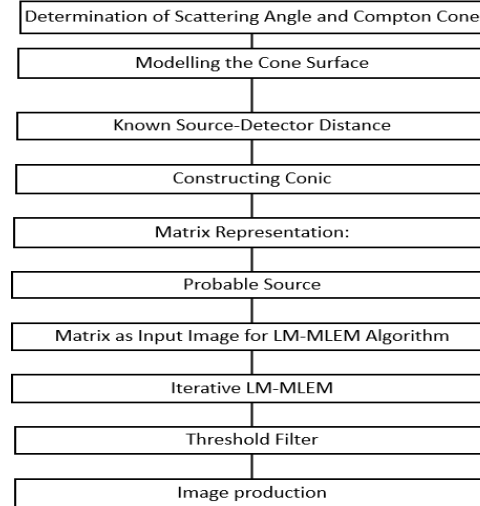 Determination of Scattering Angle and Compton Cone
Modelling the Cone Surface
Known Source-Detector Distance
Constructing Conic
Matrix Representation:
Probable Source
Matrix as Input Image for LM-MLEM Algorithm
Iterative LM-MLEM
Threshold Filter
Image production